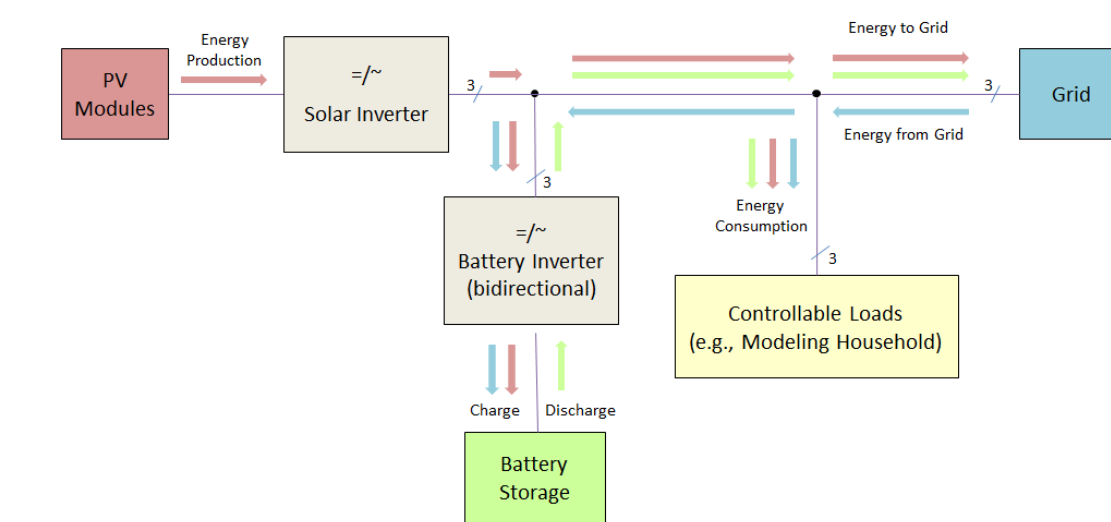 Energy
Production
PV
Modules
=/~
Solar Inverter
3
Energy to Grid
3
Grid
Energy from Grid
3
=/~
Battery Inverter
(bidirectional)
Energy
Consumption
3
Controllable Loads
(e.g., Modeling Household)
Charge
Discharge
Battery
Storage